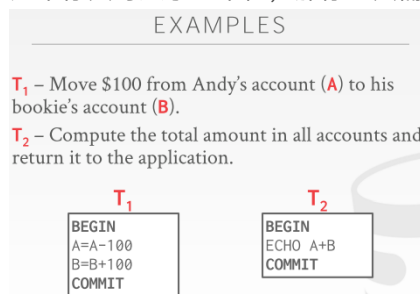 EXAMPLES
T₁ – Move $100 from Andy’s account (A) to his
bookie’s account (B).
T₂ – Compute the total amount in all accounts and
return it to the application.
T₁
BEGIN
A=A-100
B=B+100
COMMIT
T₂
BEGIN
ECHO A+B
COMMIT